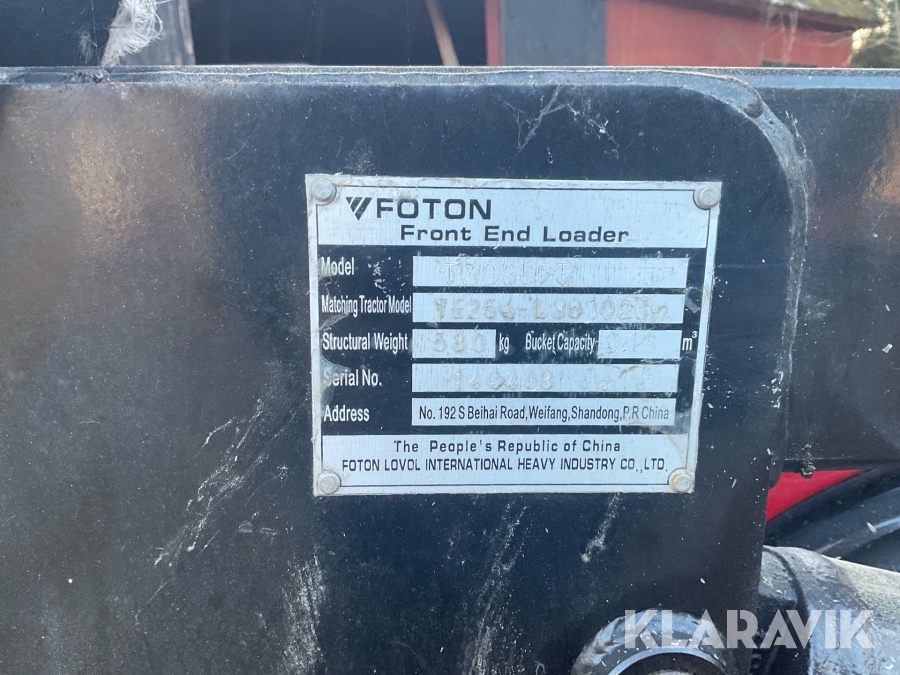 FOTON
Front End Loader
Model
Matching Tractor Model
Structural Weight 580 kg Bucket Capacity m³
Serial No.
Address No. 192 S Beihai Road,Weifang,Shandong,P.R China
The People's Republic of China
FOTON LOVOL INTERNATIONAL HEAVY INDUSTRY CO.,LTD.
KLARAVIK